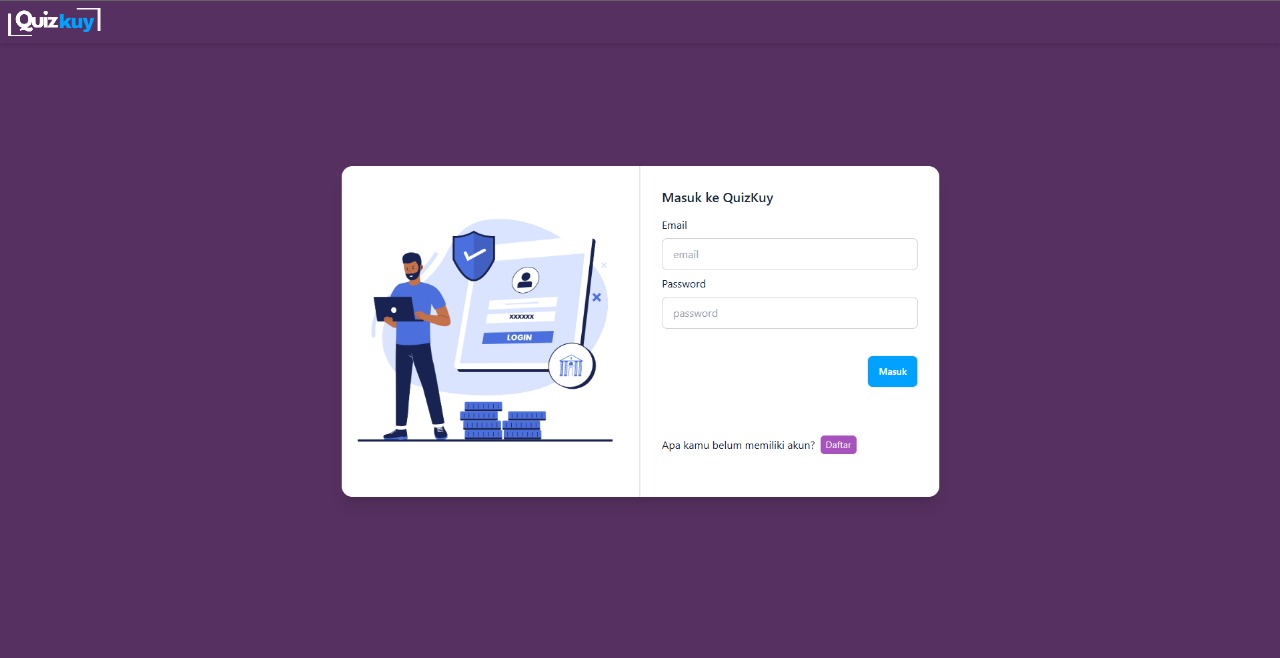 Quizkuy
Masuk ke QuizKuy
Email
email
Password
password
xxxxxx
LOGIN
Masuk
Apa kamu belum memiliki akun? Daftar